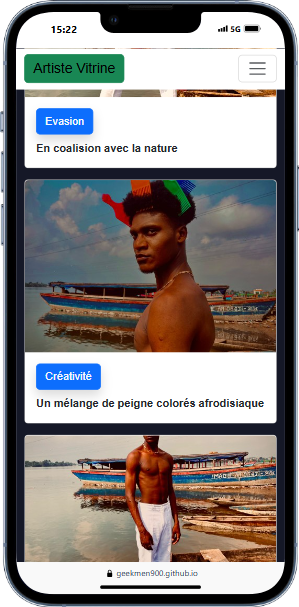 15:22
5G
Artiste Vitrine
Evasion
En coalision avec la nature
Créativité
Un mélange de peigne colorés afrodisiaque
geekmen900.github.io